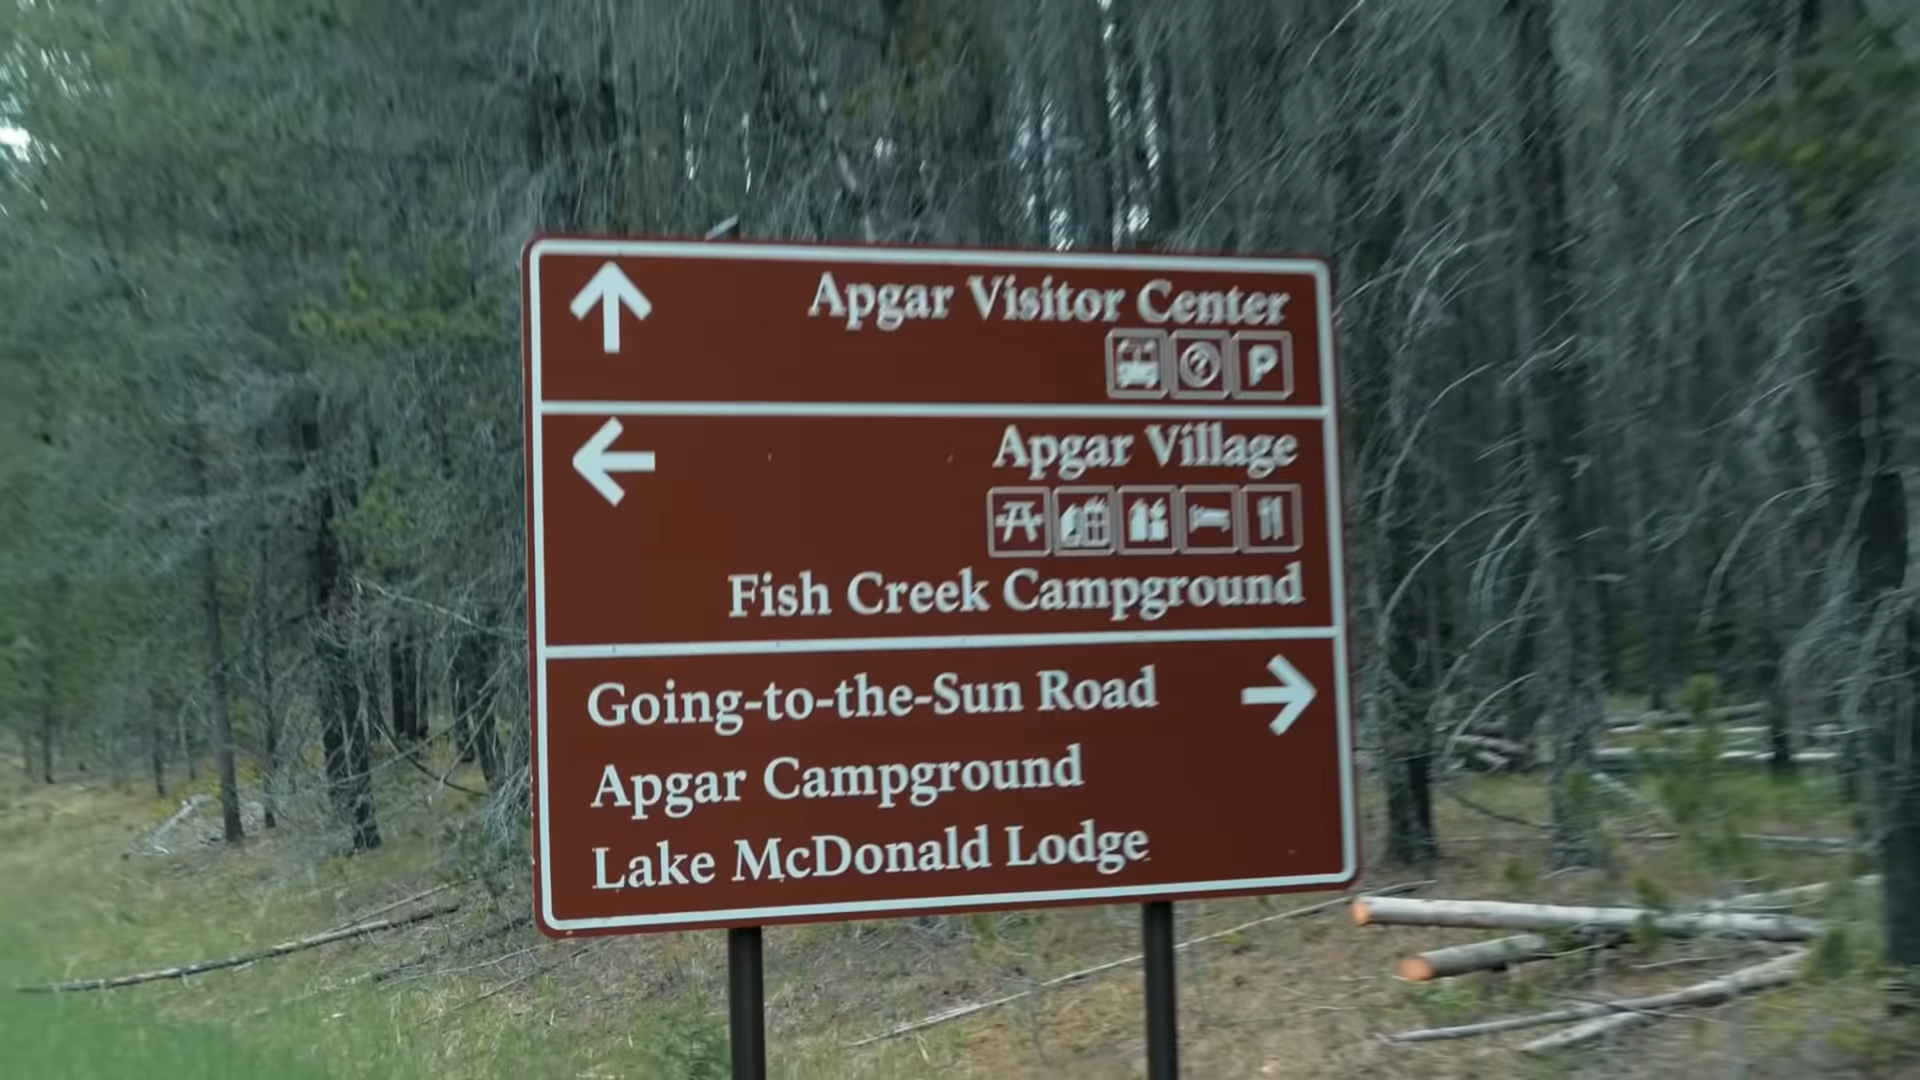 Apgar Visitor Center
P
Apgar Village
Fish Creek Campground
Going-to-the-Sun Road
Apgar Campground
Lake McDonald Lodge